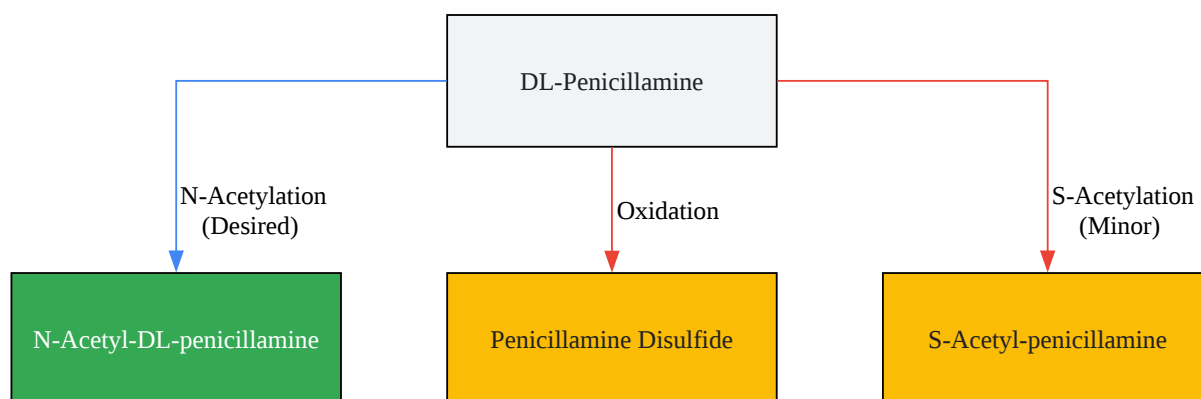 DL-Penicillamine
N-Acetylation
(Desired)
Oxidation
S-Acetylation
(Minor)
N-Acetyl-DL-penicillamine
Penicillamine Disulfide
S-Acetyl-penicillamine